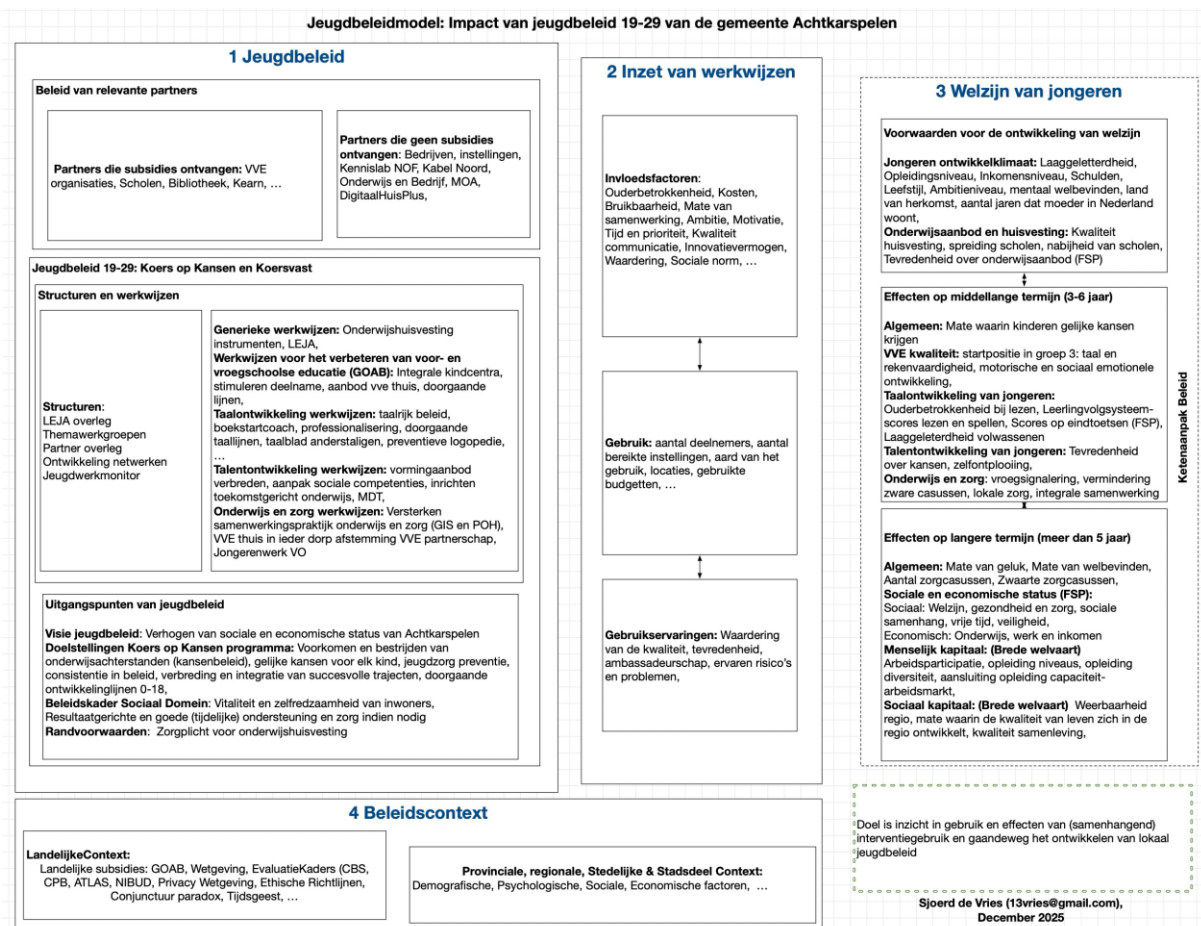 Jeugdbeleidmodel: Impact van jeugdbeleid 19-29 van de gemeente Achtkarspelen
1 Jeugdbeleid
Beleid van relevante partners
Partners die subsidies ontvangen: VVE
organisaties, Scholen, Bibliotheek, Kearn, …
Partners die geen subsidies
ontvangen: Bedrijven, instellingen,
Kennislab NOF, Kabel Noord,
Onderwijs en Bedrijf, MOA,
DigitaalHuisPlus,
Jeugdbeleid 19-29: Koers op Kansen en Koersvast
Structuren en werkwijzen
Structuren:
LEJA overleg
Themawerkgroepen
Partner overleg
Ontwikkeling netwerken
Jeugdwerkmonitor
Generieke werkwijzen: Onderwijshuisvesting
instrumenten, LEJA,
Werkwijzen voor het verbeteren van voor- en
vroegschoolse educatie (GOAB): Integrale kindcentra,
stimuleren deelname, aanbod vve thuis, doorgaande
lijnen,
Taalontwikkeling werkwijzen: taalrijk beleid,
boekstartcoach, professionalisering, doorgaande
taallijnen, taalblad anderstaligen, preventieve logopedie,
…
Talentontwikkeling werkwijzen: vormingaanbod
verbreden, aanpak sociale competenties, inrichten
toekomstgericht onderwijs, MDT,
Onderwijs en zorg werkwijzen: Versterken
samenwerkingspraktijk onderwijs en zorg (GIS en POH),
VVE thuis in ieder dorp afstemming VVE partnerschap,
Jongerenwerk VO
Uitgangspunten van jeugdbeleid
Visie jeugdbeleid: Verhogen van sociale en economische status van Achtkarspelen
Doelstellingen Koers op Kansen programma: Voorkomen en bestrijden van
onderwijsachterstanden (kansenbeleid), gelijke kansen voor elk kind, jeugdzorg preventie,
consistentie in beleid, verbreding en integratie van succesvolle trajecten, doorgaande
ontwikkelinglijnen 0-18,
Beleidskader Sociaal Domein: Vitaliteit en zelfredzaamheid van inwoners,
Resultaatgerichte en goede (tijdelijke) ondersteuning en zorg indien nodig
Randvoorwaarden: Zorgplicht voor onderwijshuisvesting
2 Inzet van werkwijzen
Invloedsfactoren:
Ouderbetrokkenheid, Kosten,
Bruikbaarheid, Mate van
samenwerking, Ambitie, Motivatie,
Tijd en prioriteit, Kwaliteit
communicatie, Innovatievermogen,
Waardering, Sociale norm, …
Gebruik: aantal deelnemers, aantal
bereikte instellingen, aard van het
gebruik, locaties, gebruikte
budgetten, …
Gebruikservaringen: Waardering
van de kwaliteit, tevredenheid,
ambassadeurschap, ervaren risico's
en problemen,
3 Welzijn van jongeren
Voorwaarden voor de ontwikkeling van welzijn
Jongeren ontwikkelklimaat: Laaggeletterdheid,
Opleidingsniveau, Inkomensniveau, Schulden,
Leefstijl, Ambitieniveau, mentaal welbevinden, land
van herkomst, aantal jaren dat moeder in Nederland
woont,
Onderwijsaanbod en huisvesting: Kwaliteit
huisvesting, spreiding scholen, nabijheid van scholen,
Tevredenheid over onderwijsaanbod (FSP)
Effecten op middellange termijn (3-6 jaar)
Algemeen: Mate waarin kinderen gelijke kansen
krijgen
VVE kwaliteit: startpositie in groep 3: taal en
rekenvaardigheid, motorische en sociaal emotionele
ontwikkeling,
Taalontwikkeling van jongeren:
Ouderbetrokkenheid bij lezen, Leerlingvolgsysteem-
scores lezen en spellen, Scores op eindtoetsen (FSP),
Laaggeleterdheid volwassenen
Talentontwikkeling van jongeren: Tevredenheid
over kansen, zelfontplooiing,
Onderwijs en zorg: vroegsignalering, vermindering
zware casussen, lokale zorg, integrale samenwerking
Effecten op langere termijn (meer dan 5 jaar)
Algemeen: Mate van geluk, Mate van welbevinden,
Aantal zorgcasussen, Zwaarte zorgcasussen,
Sociale en economische status (FSP):
Sociaal: Welzijn, gezondheid en zorg, sociale
samenhang, vrije tijd, veiligheid,
Economisch: Onderwijs, werk en inkomen
Menselijk kapitaal: (Brede welvaart)
Arbeidsparticipatie, opleiding niveaus, opleiding
diversiteit, aansluiting opleiding capaciteit-
arbeidsmarkt,
Sociaal kapitaal: (Brede welvaart) Weerbaarheid
regio, mate waarin de kwaliteit van leven zich in de
regio ontwikkelt, kwaliteit samenleving,
Ketenaanpak Beleid
4 Beleidscontext
LandelijkeContext:
Landelijke subsidies: GOAB, Wetgeving, EvaluatieKaders (CBS,
CPB, ATLAS, NIBUD, Privacy Wetgeving, Ethische Richtlijnen,
Conjunctuur paradox, Tijdsgeest, …
Provinciale, regionale, Stedelijke & Stadsdeel Context:
Demografische, Psychologische, Sociale, Economische factoren, …
Doel is inzicht in gebruik en effecten van (samenhangend)
interventiegebruik en gaandeweg het ontwikkelen van lokaal
jeugdbeleid
Sjoerd de Vries (13vries@gmail.com),
December 2025